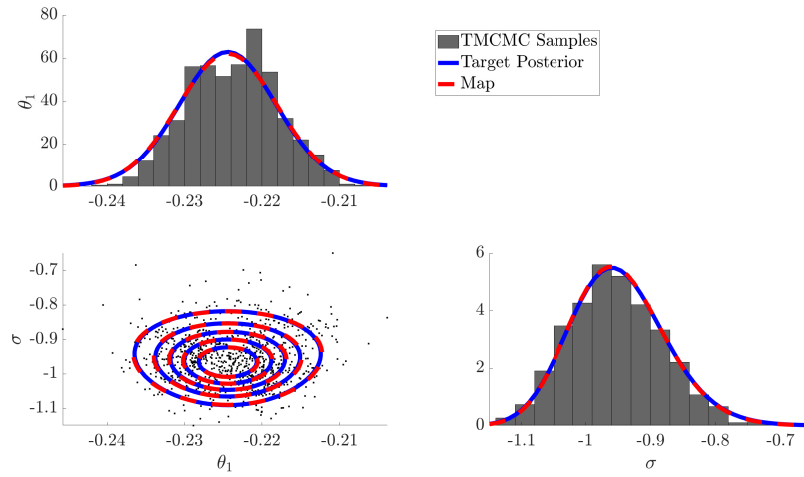 80
60
40
20
0
θ1
-0.24 -0.23 -0.22 -0.21
TMCMC Samples
Target Posterior
Map
-0.7
-0.8
-0.9
-1
-1.1
σ
-0.24 -0.23 -0.22 -0.21
θ1
6
4
2
0
-1.1 -1 -0.9 -0.8 -0.7
σ